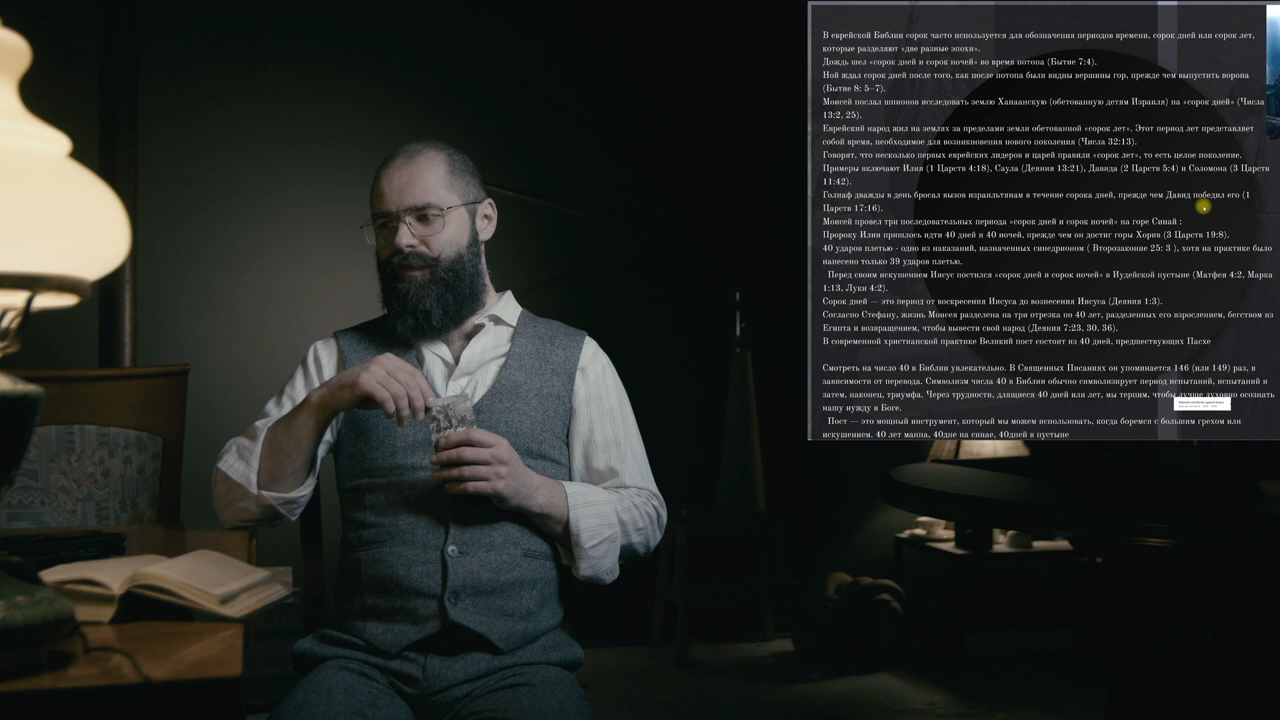 В еврейской Библии сорок часто используется для обозначения периодов времени, сорок дней или сорок лет,
которые разделяют «две разные эпохи».
Дождь шел «сорок дней и сорок ночей» во время потопа (Бытие 7:4).
Ной ждал сорок дней после того, как после потопа были видны вершины гор, прежде чем выпустить ворона
(Бытие 8: 5–7).
Моисей послал шпионов исследовать землю Ханаанскую (обетованную детям Израиля) на «сорок дней» (Числа
13:2, 25).
Еврейский народ жил на землях за пределами земли обетованной «сорок лет». Этот период лет представляет
собой время, необходимое для возникновения нового поколения (Числа 32:13).
Говорят, что несколько первых еврейских лидеров и царей правили «сорок лет», то есть целое поколение.
Примеры включают Илия (1 Царств 4:18), Саула (Деяния 13:21), Давида (2 Царств 5:4) и Соломона (3 Царств
11:42).
Голиаф дважды в день бросал вызов израильтянам в течение сорока дней, прежде чем Давид победил его (1
Царств 17:16).
Моисей провел три последовательных периода «сорок дней и сорок ночей» на горе Синай :
Пророку Илии пришлось идти 40 дней и 40 ночей, прежде чем он достиг горы Хорив (3 Царств 19:8).
40 ударов плетью - одно из наказаний, назначенных синедрионом ( Второзаконие 25: 3 ), хотя на практике было
нанесено только 39 ударов плетью.
Перед своим искушением Иисус постился «сорок дней и сорок ночей» в Иудейской пустыне (Матфея 4:2, Марка
1:13, Луки 4:2).
Сорок дней — это период от воскресения Иисуса до вознесения Иисуса (Деяния 1:3).
Согласно Стефану, жизнь Моисея разделена на три отрезка по 40 лет, разделенных его взрослением, бегством из
Египта и возвращением, чтобы вывести свой народ (Деяния 7:23, 30, 36).
В современной христианской практике Великий пост состоит из 40 дней, предшествующих Пасхе
Смотреть на число 40 в Библии увлекательно. В Священных Писаниях он упоминается 146 (или 149) раз, в
зависимости от перевода. Символизм числа 40 в Библии обычно символизирует период испытаний, испытаний и
затем, наконец, триумфа. Через трудности, длящиеся 40 дней или лет, мы терпим, чтобы лучше духовно осознать
нашу нужду в Боге.
Пост — это мощный инструмент, который мы можем использовать, когда боремся с большим грехом или
искушением. 40 лет манна, 40дне на синае, 40дней в пустыне